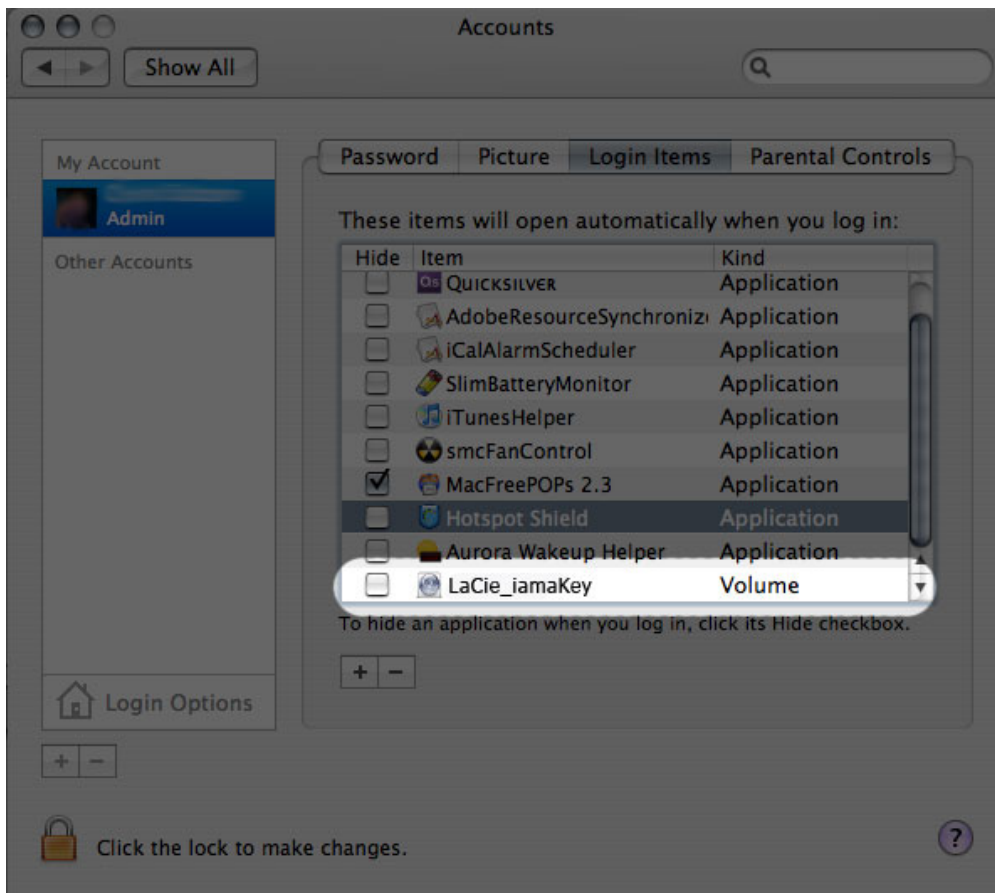 Accounts
Show All
My Account
Admin
Other Accounts
Login Options
Password Picture Login Items Parental Controls
These items will open automatically when you log in:
Hide Item Kind
Qs QUICKSILVER Application
AdobeResourceSynchroniz Application
iCalAlarmScheduler Application
SlimBatteryMonitor Application
iTunesHelper Application
smcFanControl Application
MacFreePOPs 2.3 Application
Hotspot Shield Application
Aurora Wakeup Helper Application
LaCie_iamaKey Volume
To hide an application when you log in, click its Hide checkbox.
+ −
+ −
Click the lock to make changes.
?